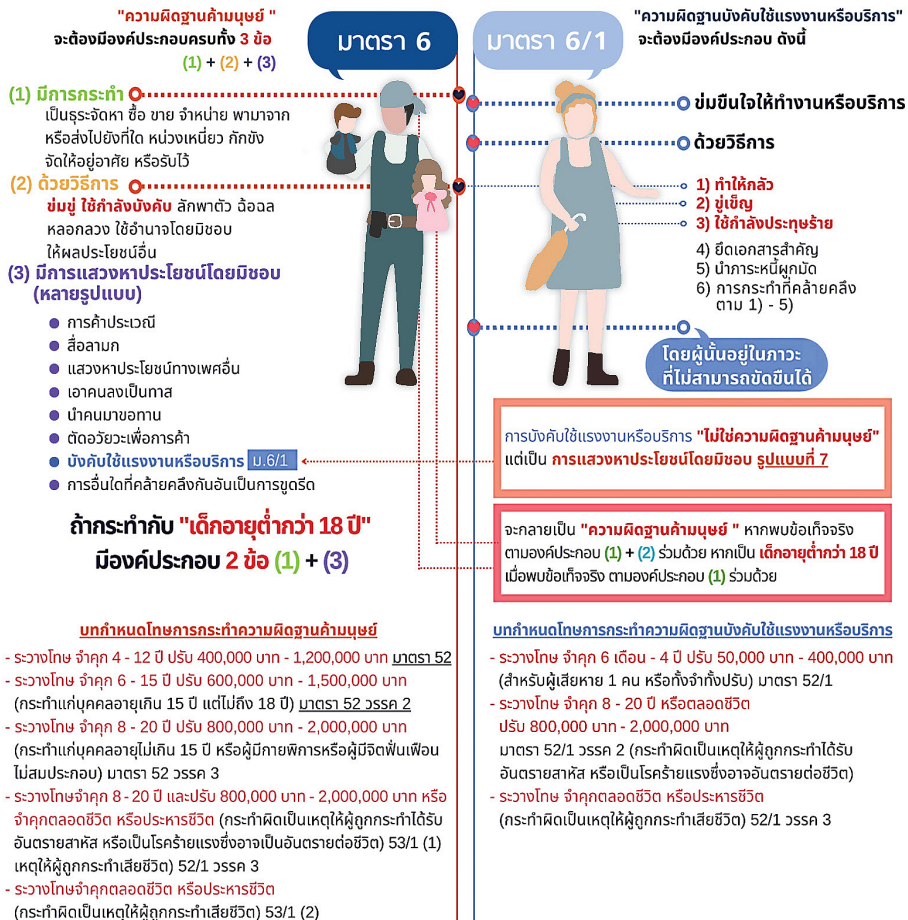 "ความผิดฐานค้ามนุษย์ "
จะต้องมีองค์ประกอบครบทั้ง 3 ข้อ
(1) + (2) + (3)
มาตรา 6
(1) มีการกระทำ
เป็นธุระจัดหา ซื้อ ขาย จำหน่าย พามาจาก
หรือส่งไปยังที่ใด หน่วงเหนี่ยว กักขัง
จัดให้อยู่อาศัย หรือรับไว้
(2) ด้วยวิธีการ
ข่มขู่ ใช้กำลังบังคับ ลักพาตัว ฉ้อฉล
หลอกลวง ใช้อำนาจโดยมิชอบ
ให้ผลประโยชน์อื่น
(3) มีการแสวงหาประโยชน์โดยมิชอบ
(หลายรูปแบบ)
การค้าประเวณี
สื่อลามก
แสวงหาประโยชน์ทางเพศอื่น
เอาคนลงเป็นทาส
นำคนมาขอทาน
ตัดอวัยวะเพื่อการค้า
บังคับใช้แรงงานหรือบริการ ม.6/1
การอื่นใดที่คล้ายคลึงกันอันเป็นการขูดรีด
ถ้ากระทำกับ "เด็กอายุต่ำกว่า 18 ปี"
มีองค์ประกอบ 2 ข้อ (1) + (3)
มาตรา 6/1
"ความผิดฐานบังคับใช้แรงงานหรือบริการ"
จะต้องมีองค์ประกอบ ดังนี้
ข่มขืนใจให้ทำงานหรือบริการ
ด้วยวิธีการ
1) ทำให้กลัว
2) ขู่เข็ญ
3) ใช้กำลังประทุษร้าย
4) ยึดเอกสารสำคัญ
5) นำภาระหนี้ผูกมัด
6) การกระทำที่คล้ายคลึง
ตาม 1) - 5)
โดยผู้นั้นอยู่ในภาวะ
ที่ไม่สามารถขัดขืนได้
การบังคับใช้แรงงานหรือบริการ "ไม่ใช่ความผิดฐานค้ามนุษย์"
แต่เป็น การแสวงหาประโยชน์โดยมิชอบ รูปแบบที่ 7
จะกลายเป็น "ความผิดฐานค้ามนุษย์ " หากพบข้อเท็จจริง
ตามองค์ประกอบ (1) + (2) ร่วมด้วย หากเป็น เด็กอายุต่ำกว่า 18 ปี
เมื่อพบข้อเท็จจริง ตามองค์ประกอบ (1) ร่วมด้วย
บทกำหนดโทษการกระทำความผิดฐานค้ามนุษย์
- ระวางโทษ จำคุก 4 - 12 ปี ปรับ 400,000 บาท - 1,200,000 บาท มาตรา 52
- ระวางโทษ จำคุก 6 - 15 ปี ปรับ 600,000 บาท - 1,500,000 บาท
(กระทำแก่บุคคลอายุเกิน 15 ปี แต่ไม่ถึง 18 ปี) มาตรา 52 วรรค 2
- ระวางโทษ จำคุก 8 - 20 ปี ปรับ 800,000 บาท - 2,000,000 บาท
(กระทำแก่บุคคลอายุไม่เกิน 15 ปี หรือผู้มีกายพิการหรือผู้มีจิตฟั่นเฟือน
ไม่สมประกอบ) มาตรา 52 วรรค 3
- ระวางโทษจำคุก 8 - 20 ปี และปรับ 800,000 บาท - 2,000,000 บาท หรือ
จำคุกตลอดชีวิต หรือประหารชีวิต (กระทำผิดเป็นเหตุให้ผู้ถูกกระทำได้รับ
อันตรายสาหัส หรือเป็นโรคร้ายแรงซึ่งอาจเป็นอันตรายต่อชีวิต) 53/1 (1)
เหตุให้ผู้ถูกกระทำเสียชีวิต) 52/1 วรรค 3
- ระวางโทษจำคุกตลอดชีวิต หรือประหารชีวิต
(กระทำผิดเป็นเหตุให้ผู้ถูกกระทำเสียชีวิต) 53/1 (2)
บทกำหนดโทษการกระทำความผิดฐานบังคับใช้แรงงานหรือบริการ
- ระวางโทษ จำคุก 6 เดือน - 4 ปี ปรับ 50,000 บาท - 400,000 บาท
(สำหรับผู้เสียหาย 1 คน หรือทั้งจำทั้งปรับ) มาตรา 52/1
- ระวางโทษ จำคุก 8 - 20 ปี หรือตลอดชีวิต
ปรับ 800,000 บาท - 2,000,000 บาท
มาตรา 52/1 วรรค 2 (กระทำผิดเป็นเหตุให้ผู้ถูกกระทำได้รับ
อันตรายสาหัส หรือเป็นโรคร้ายแรงซึ่งอาจอันตรายต่อชีวิต)
- ระวางโทษ จำคุกตลอดชีวิต หรือประหารชีวิต
(กระทำผิดเป็นเหตุให้ผู้ถูกกระทำเสียชีวิต) 52/1 วรรค 3